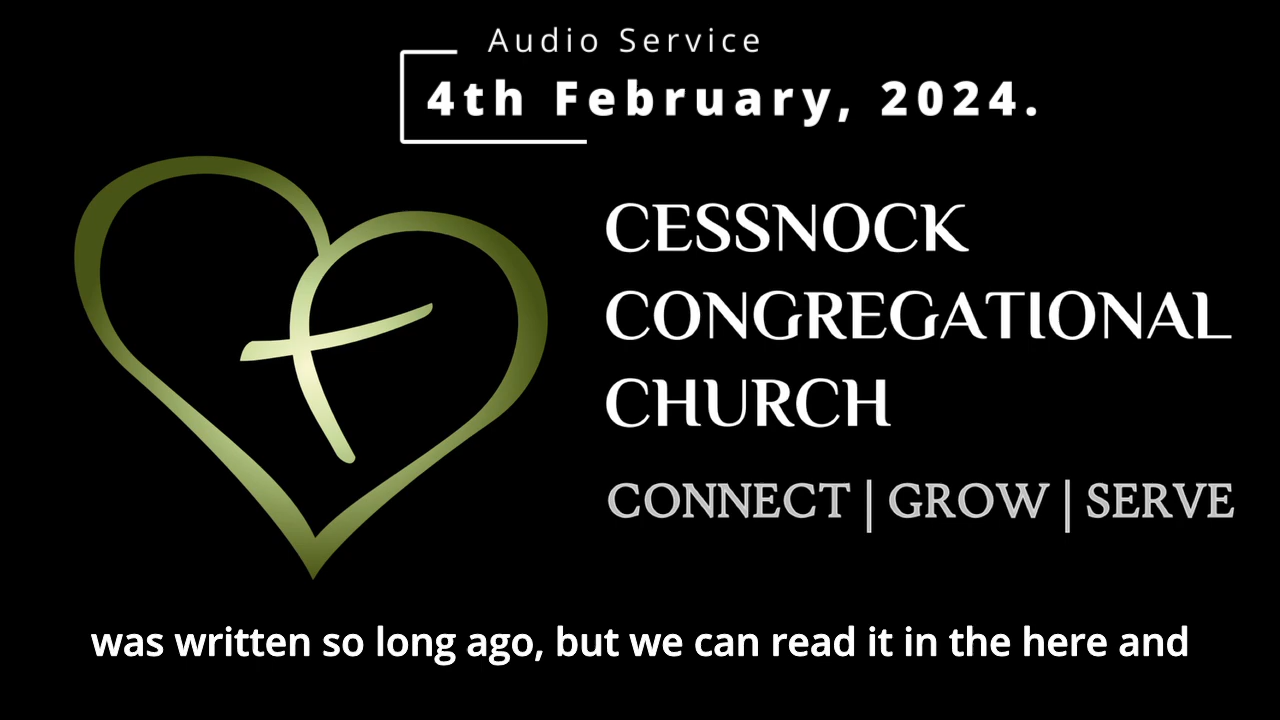 Audio Service
4th February, 2024.
CESSNOCK
CONGREGATIONAL
CHURCH
CONNECT | GROW | SERVE
was written so long ago, but we can read it in the here and